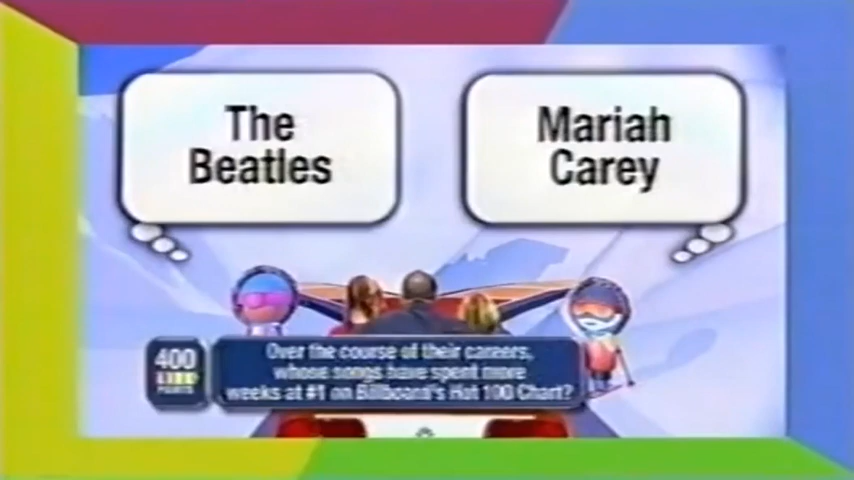 The
Beatles
Mariah
Carey
400
POINTS
Over the course of their careers,
whose songs have spent more
weeks at #1 on Billboard's Hot 100 Chart?